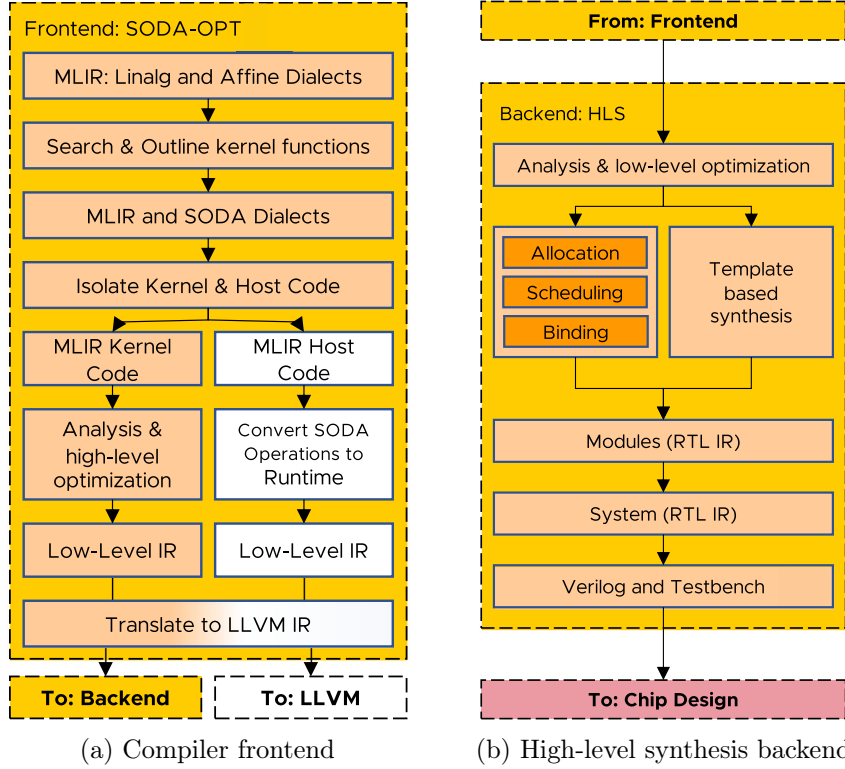 Frontend: SODA-OPT
MLIR: Linalg and Affine Dialects
Search & Outline kernel functions
MLIR and SODA Dialects
Isolate Kernel & Host Code
MLIR Kernel
Code
MLIR Host
Code
Analysis &
high-level
optimization
Convert SODA
Operations to
Runtime
Low-Level IR
Low-Level IR
Translate to LLVM IR
To: Backend
To: LLVM
(a) Compiler frontend
From: Frontend
Backend: HLS
Analysis & low-level optimization
Allocation
Scheduling
Binding
Template
based
synthesis
Modules (RTL IR)
System (RTL IR)
Verilog and Testbench
To: Chip Design
(b) High-level synthesis backend